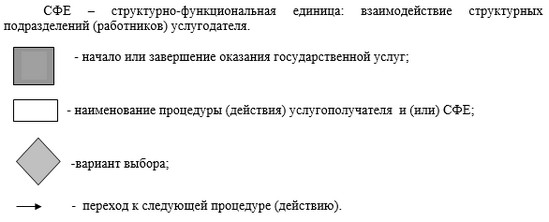 СФЕ – структурно-функциональная единица: взаимодействие структурных
подразделений (работников) услугодателя.
- начало или завершение оказания государственной услуг;
- наименование процедуры (действия) услугополучателя и (или) СФЕ;
-вариант выбора;
- переход к следующей процедуре (действию).